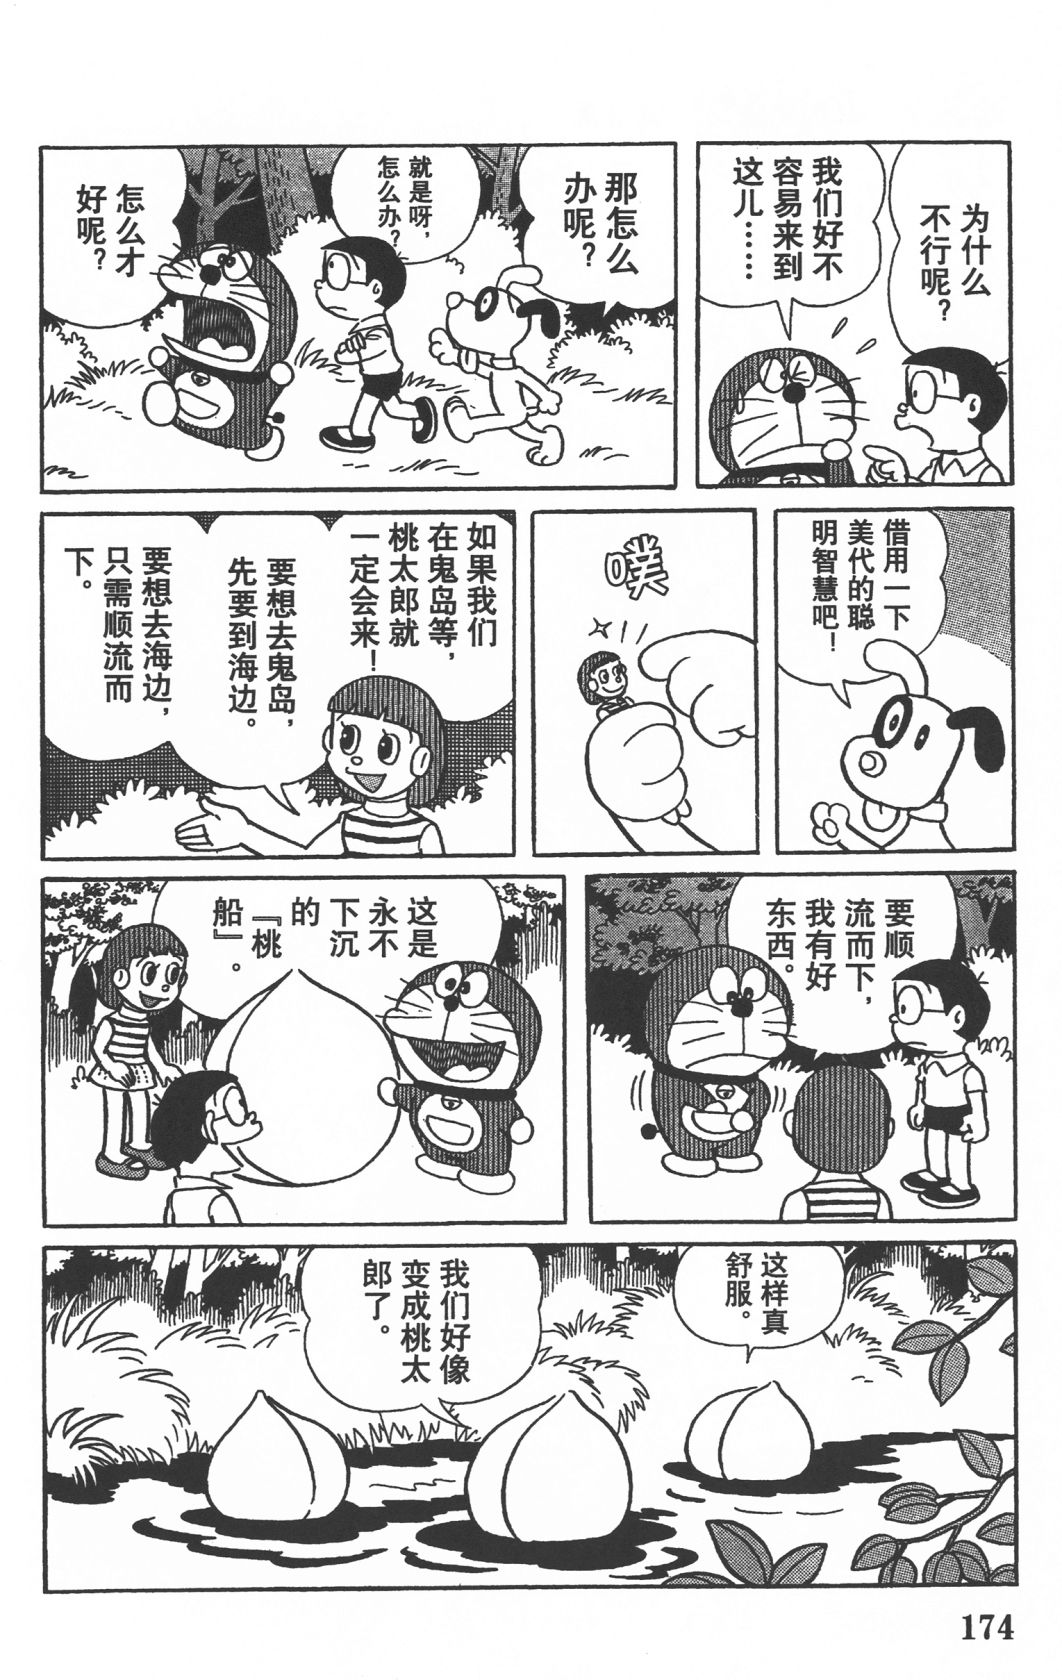 为什么
不行呢？
我们好不
容易来到
这儿……
那怎么
办呢？
就是呀，
怎么办？
怎么才
好呢？
借用一下
美代的聪
明智慧吧！
噗
如果我们
在鬼岛等，
桃太郎就
一定会来！
要想去鬼岛，
先要到海边。
要想去海边，
只需顺流而
下。
要顺
流而下，
我有好
东西。
这是
永不
下沉
的
『桃
船』。
这样真
舒服。
我们好像
变成桃太
郎了。
174